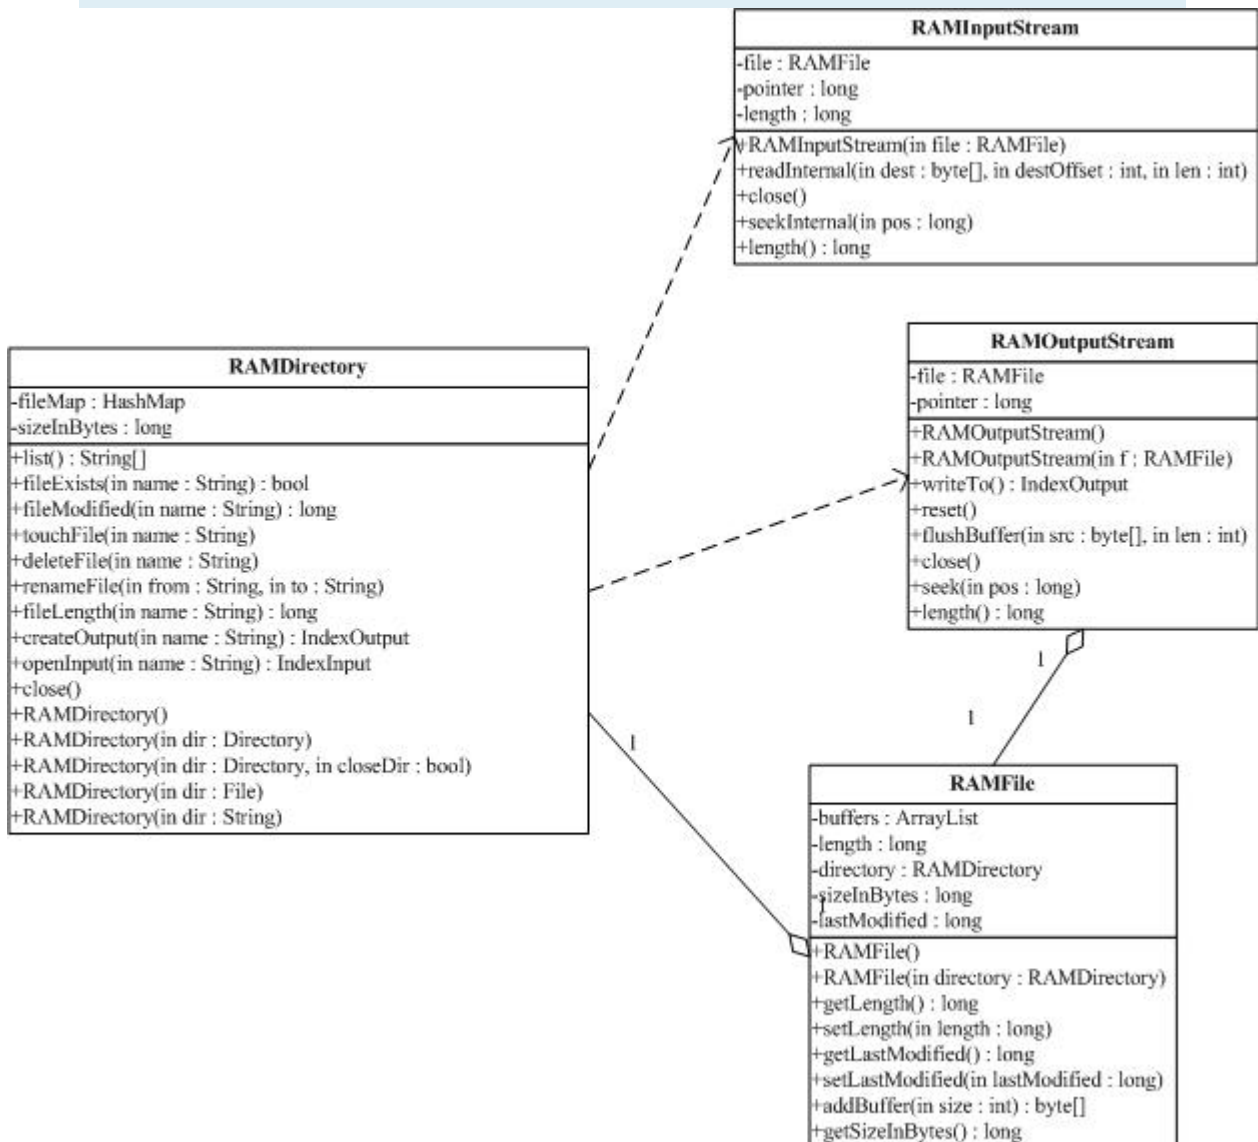 RAMInputStream
-file : RAMFile
-pointer : long
-length : long
+RAMInputStream(in file : RAMFile)
+readInternal(in dest : byte[], in destOffset : int, in len : int)
+close()
+seekInternal(in pos : long)
+length() : long
RAMOutputStream
-file : RAMFile
-pointer : long
+RAMOutputStream()
+RAMOutputStream(in f : RAMFile)
+writeTo() : IndexOutput
+reset()
+flushBuffer(in src : byte[], in len : int)
+close()
+seek(in pos : long)
+length() : long
RAMDirectory
-fileMap : HashMap
-sizeInBytes : long
+list() : String[]
+fileExists(in name : String) : bool
+fileModified(in name : String) : long
+touchFile(in name : String)
+deleteFile(in name : String)
+renameFile(in from : String, in to : String)
+fileLength(in name : String) : long
+createOutput(in name : String) : IndexOutput
+openInput(in name : String) : IndexInput
+close()
+RAMDirectory()
+RAMDirectory(in dir : Directory)
+RAMDirectory(in dir : Directory, in closeDir : bool)
+RAMDirectory(in dir : File)
+RAMDirectory(in dir : String)
1
1
1
1
RAMFile
-buffers : ArrayList
-length : long
-directory : RAMDirectory
-sizeInBytes : long
-lastModified : long
+RAMFile()
+RAMFile(in directory : RAMDirectory)
+getLength() : long
+setLength(in length : long)
+getLastModified() : long
+setLastModified(in lastModified : long)
+addBuffer(in size : int) : byte[]
+getSizeInBytes() : long